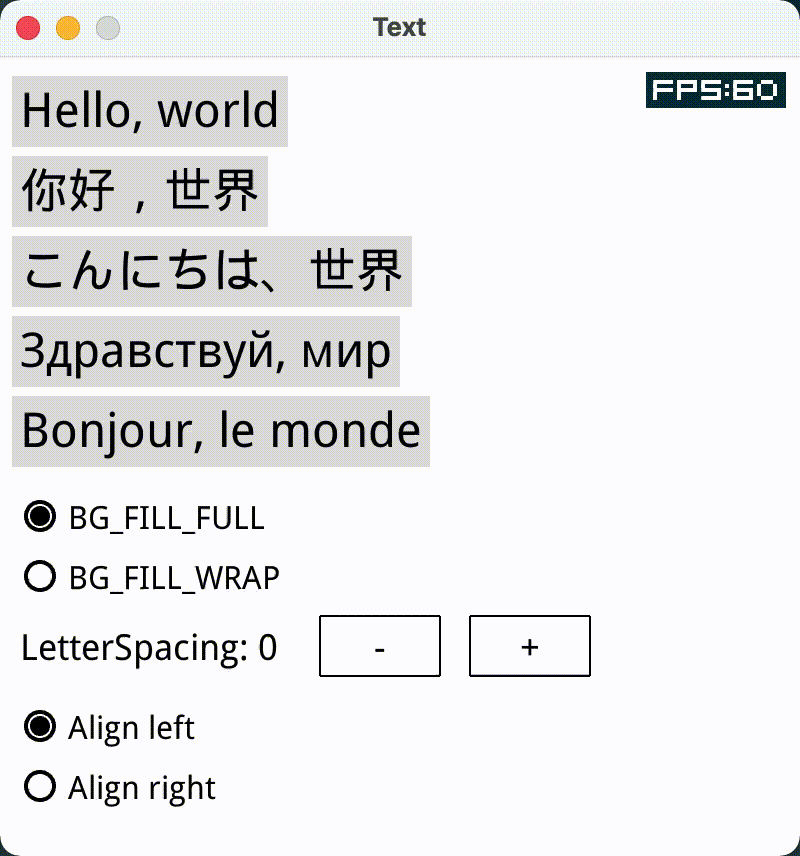 Text
FPS:60
Hello, world
你好，世界
こんにちは、世界
Здравствуй, мир
Bonjour, le monde
BG_FILL_FULL
BG_FILL_WRAP
LetterSpacing: 0 - +
Align left
Align right